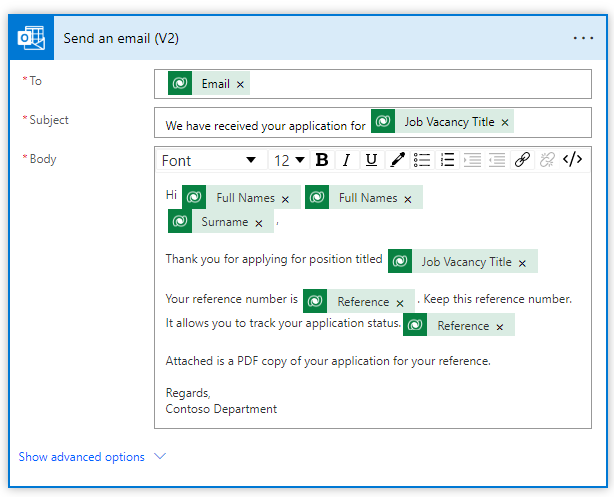 Send an email (V2) ...
* To
Email ×
* Subject
We have received your application for Job Vacancy Title ×
* Body
Font 12 B I U </>
Hi Full Names × Full Names ×
Surname × ,
Thank you for applying for position titled Job Vacancy Title ×
Your reference number is Reference × . Keep this reference number.
It allows you to track your application status. Reference ×
Attached is a PDF copy of your application for your reference.
Regards,
Contoso Department
Show advanced options